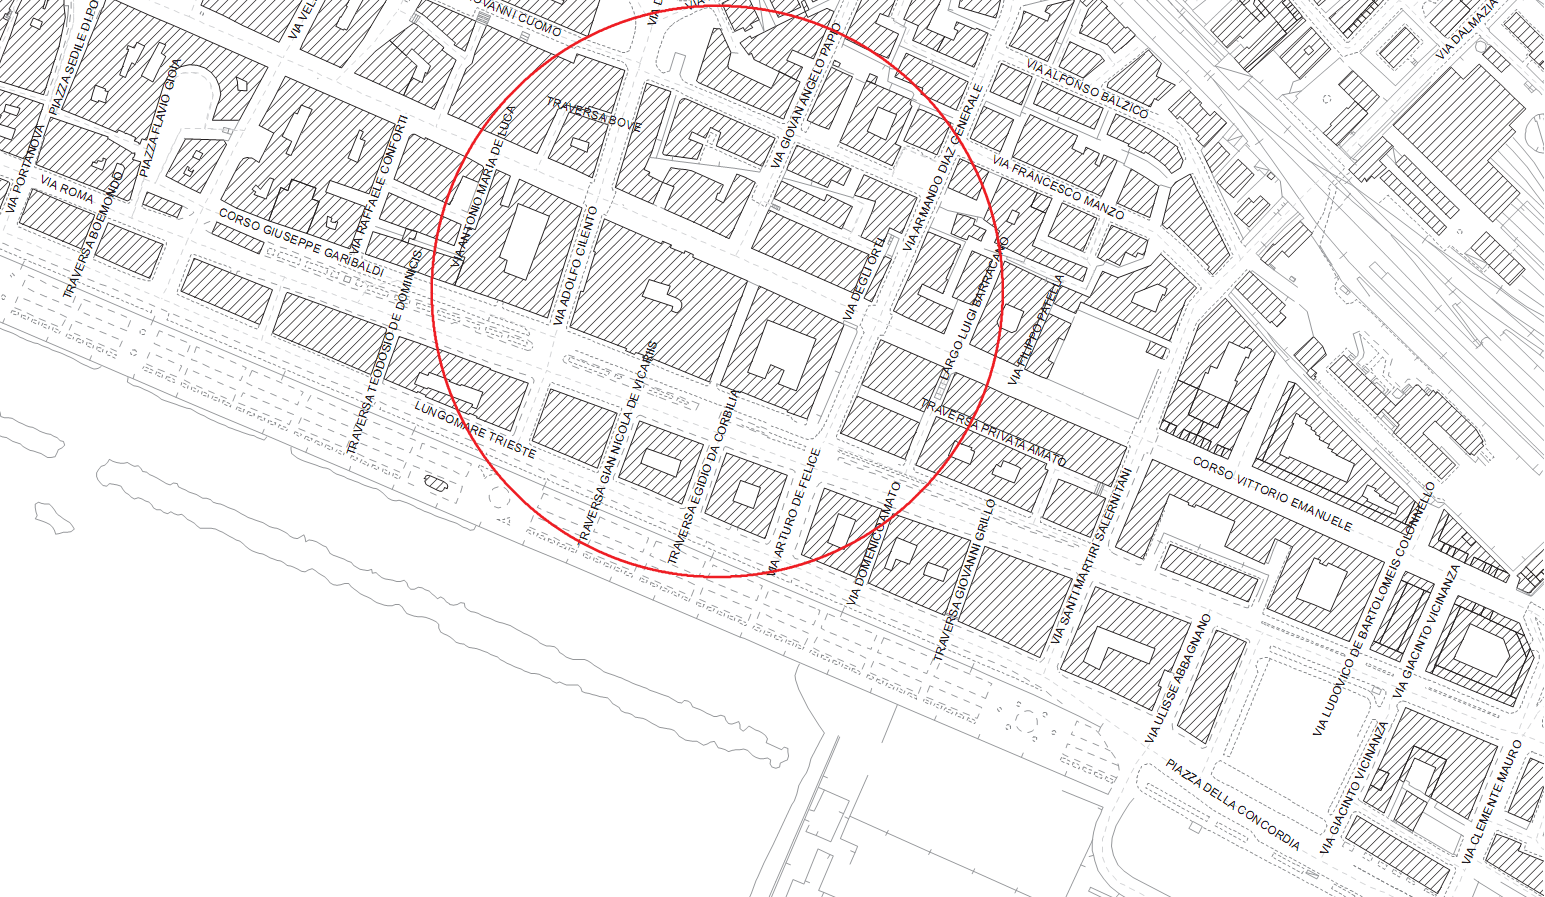 OVANNI CUOMO
VIA VEL
VIA D
VIA
PIAZZA SEDILE DI PO
VIA DALMAZIA
VIA ALFONSO BALZICO
PIAZZA FLAVIO GIOIA
TRAVERSA BOVE
VIA GIOVAN ANGELO PAPIO
VIA ARMANDO DIAZ GENERALE
VIA PORTANOVA
VIA RAFFAELE CONFORTI
VIA ANTONIO MARIA DE LUCA
VIA FRANCESCO MANZO
VIA ROMA
TRAVERSA BOEMONDO
CORSO GIUSEPPE GARIBALDI
VIA ADOLFO CILENTO
VIA DEGLI ORTI
LARGO LUIGI BARRACANO
VIA FILIPPO PATELLA
TRAVERSA TEODOSIO DE DOMINICIS
LUNGOMARE TRIESTE
TRAVERSA GIAN NICOLA DE VICARIIS
TRAVERSA EGIDIO DA CORBILIA
TRAVERSA PRIVATA AMATO
VIA ARTURO DE FELICE
VIA DOMENICO AMATO
TRAVERSA GIOVANNI GRILLO
VIA SANTI MARTIRI SALERNITANI
CORSO VITTORIO EMANUELE
VIA LUDOVICO DE BARTOLOMEIS COLONNELLO
VIA GIACINTO VICINANZA
VIA ULISSE ABBAGNANO
PIAZZA DELLA CONCORDIA
VIA GIACINTO VICINANZA
VIA CLEMENTE MAURO